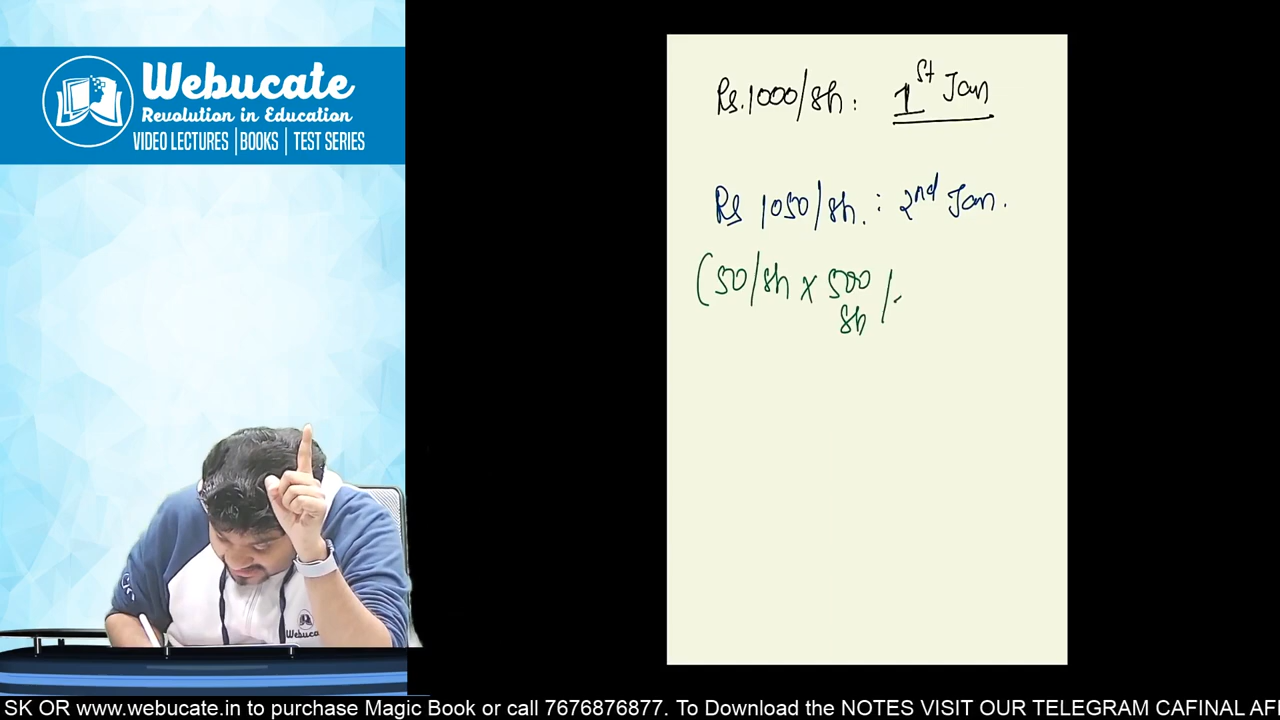 Webucate
Revolution in Education
VIDEO LECTURES | BOOKS | TEST SERIES
Rs.1000/sh : 1st Jan
Rs 1050/sh. : 2nd Jan.
(50/sh x 500
sh
Webuca
SK OR www.webucate.in to purchase Magic Book or call 7676876877. To Download the NOTES VISIT OUR TELEGRAM CAFINAL AF